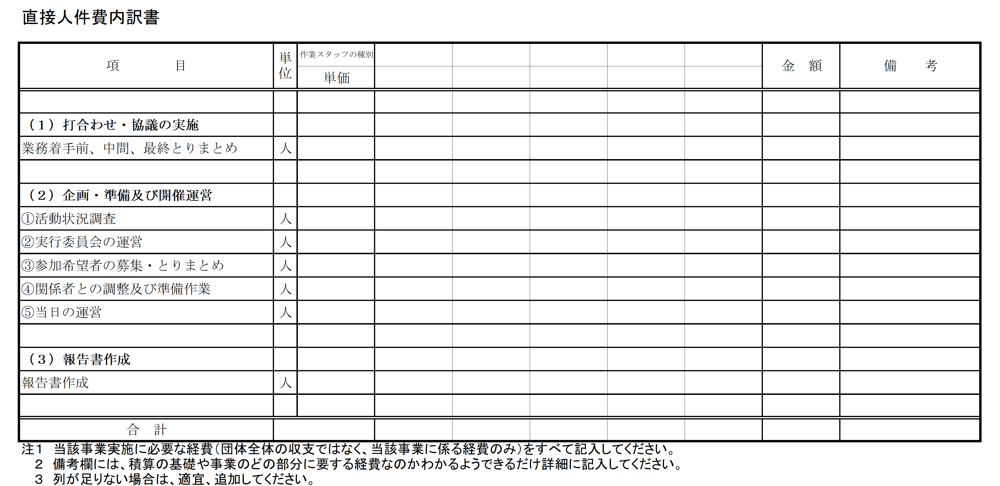 直接人件費内訳書
項　　　　目
単位
作業スタッフの種別
単価
金　額
備　　考
（１）打合わせ・協議の実施
業務着手前、中間、最終とりまとめ 人
（２）企画・準備及び開催運営
①活動状況調査 人
②実行委員会の運営 人
③参加希望者の募集・とりまとめ 人
④関係者との調整及び準備作業 人
⑤当日の運営 人
（３）報告書作成
報告書作成 人
合　計
注１　当該事業実施に必要な経費（団体全体の収支ではなく、当該事業に係る経費のみ）をすべて記入してください。
２　備考欄には、積算の基礎や事業のどの部分に要する経費なのかわかるようできるだけ詳細に記入してください。
３　列が足りない場合は、適宜、追加してください。